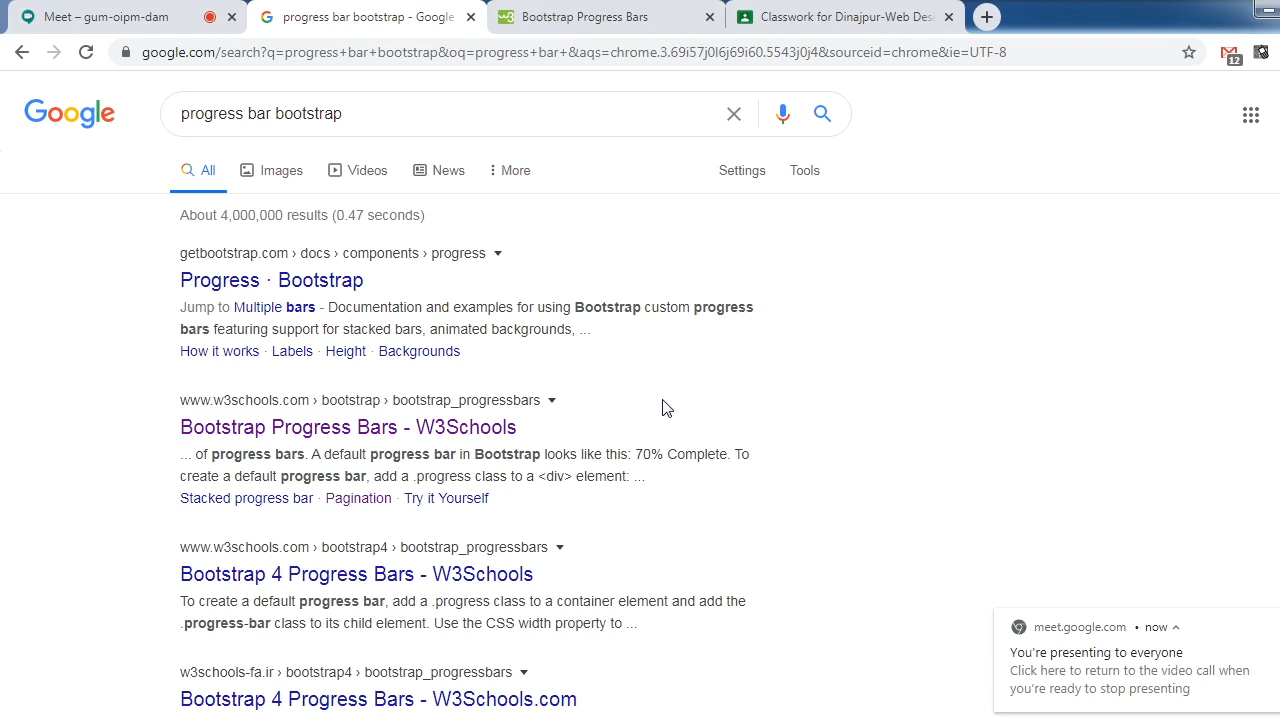 Meet – gum-oipm-dam
progress bar bootstrap - Google
Bootstrap Progress Bars
Classwork for Dinajpur-Web Des
google.com/search?q=progress+bar+bootstrap&oq=progress+bar+&aqs=chrome.3.69i57j0l6j69i60.5543j0j4&sourceid=chrome&ie=UTF-8
12
Google
progress bar bootstrap
All
Images
Videos
News
More
Settings
Tools
About 4,000,000 results (0.47 seconds)
getbootstrap.com › docs › components › progress
Progress · Bootstrap
Jump to Multiple bars - Documentation and examples for using Bootstrap custom progress
bars featuring support for stacked bars, animated backgrounds, ...
How it works · Labels · Height · Backgrounds
www.w3schools.com › bootstrap › bootstrap_progressbars
Bootstrap Progress Bars - W3Schools
... of progress bars. A default progress bar in Bootstrap looks like this: 70% Complete. To
create a default progress bar, add a .progress class to a <div> element: ...
Stacked progress bar · Pagination · Try it Yourself
www.w3schools.com › bootstrap4 › bootstrap_progressbars
Bootstrap 4 Progress Bars - W3Schools
To create a default progress bar, add a .progress class to a container element and add the
.progress-bar class to its child element. Use the CSS width property to ...
w3schools-fa.ir › bootstrap4 › bootstrap_progressbars
Bootstrap 4 Progress Bars - W3Schools.com
meet.google.com • now
You're presenting to everyone
Click here to return to the video call when
you're ready to stop presenting